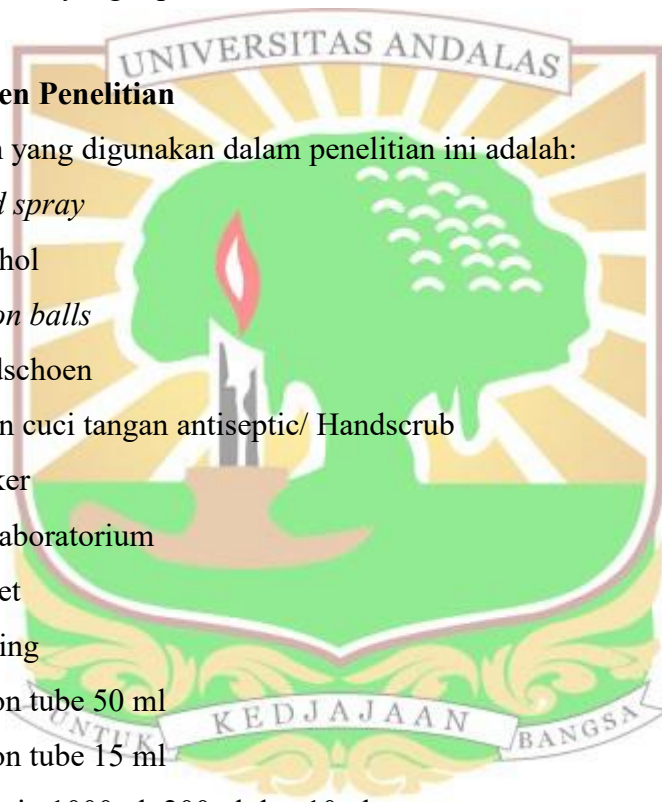 UNIVERSITAS ANDALAS
en Penelitian
yang digunakan dalam penelitian ini adalah:
spray
hol
on balls
dschoen
n cuci tangan antiseptic/ Handscrub
ker
aboratorium
et
ing
on tube 50 ml
on tube 15 ml
UNTUK KEDJAJAAN BANGSA